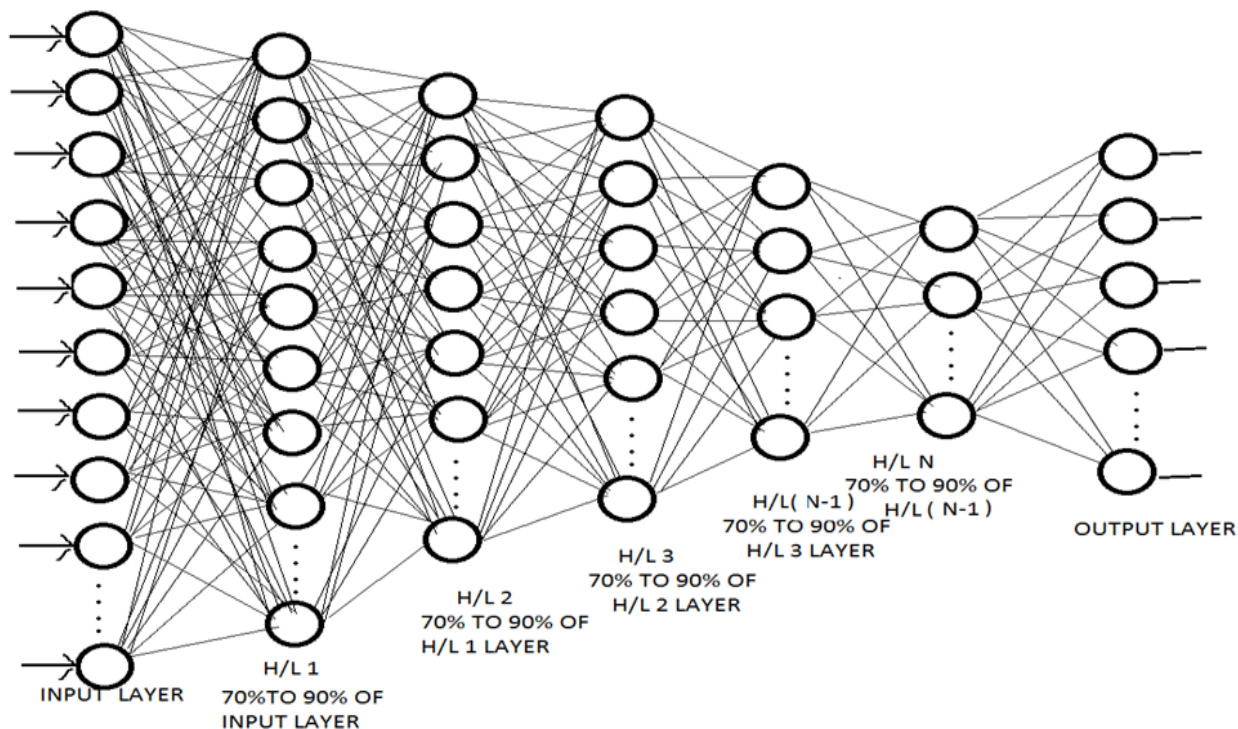 INPUT LAYER
H/L 1
70%TO 90% OF
INPUT LAYER
H/L 2
70% TO 90% OF
H/L 1 LAYER
H/L 3
70% TO 90% OF
H/L 2 LAYER
H/L( N-1)
70% TO 90% OF
H/L 3 LAYER
H/L N
70% TO 90% OF
H/L ( N-1 )
OUTPUT LAYER